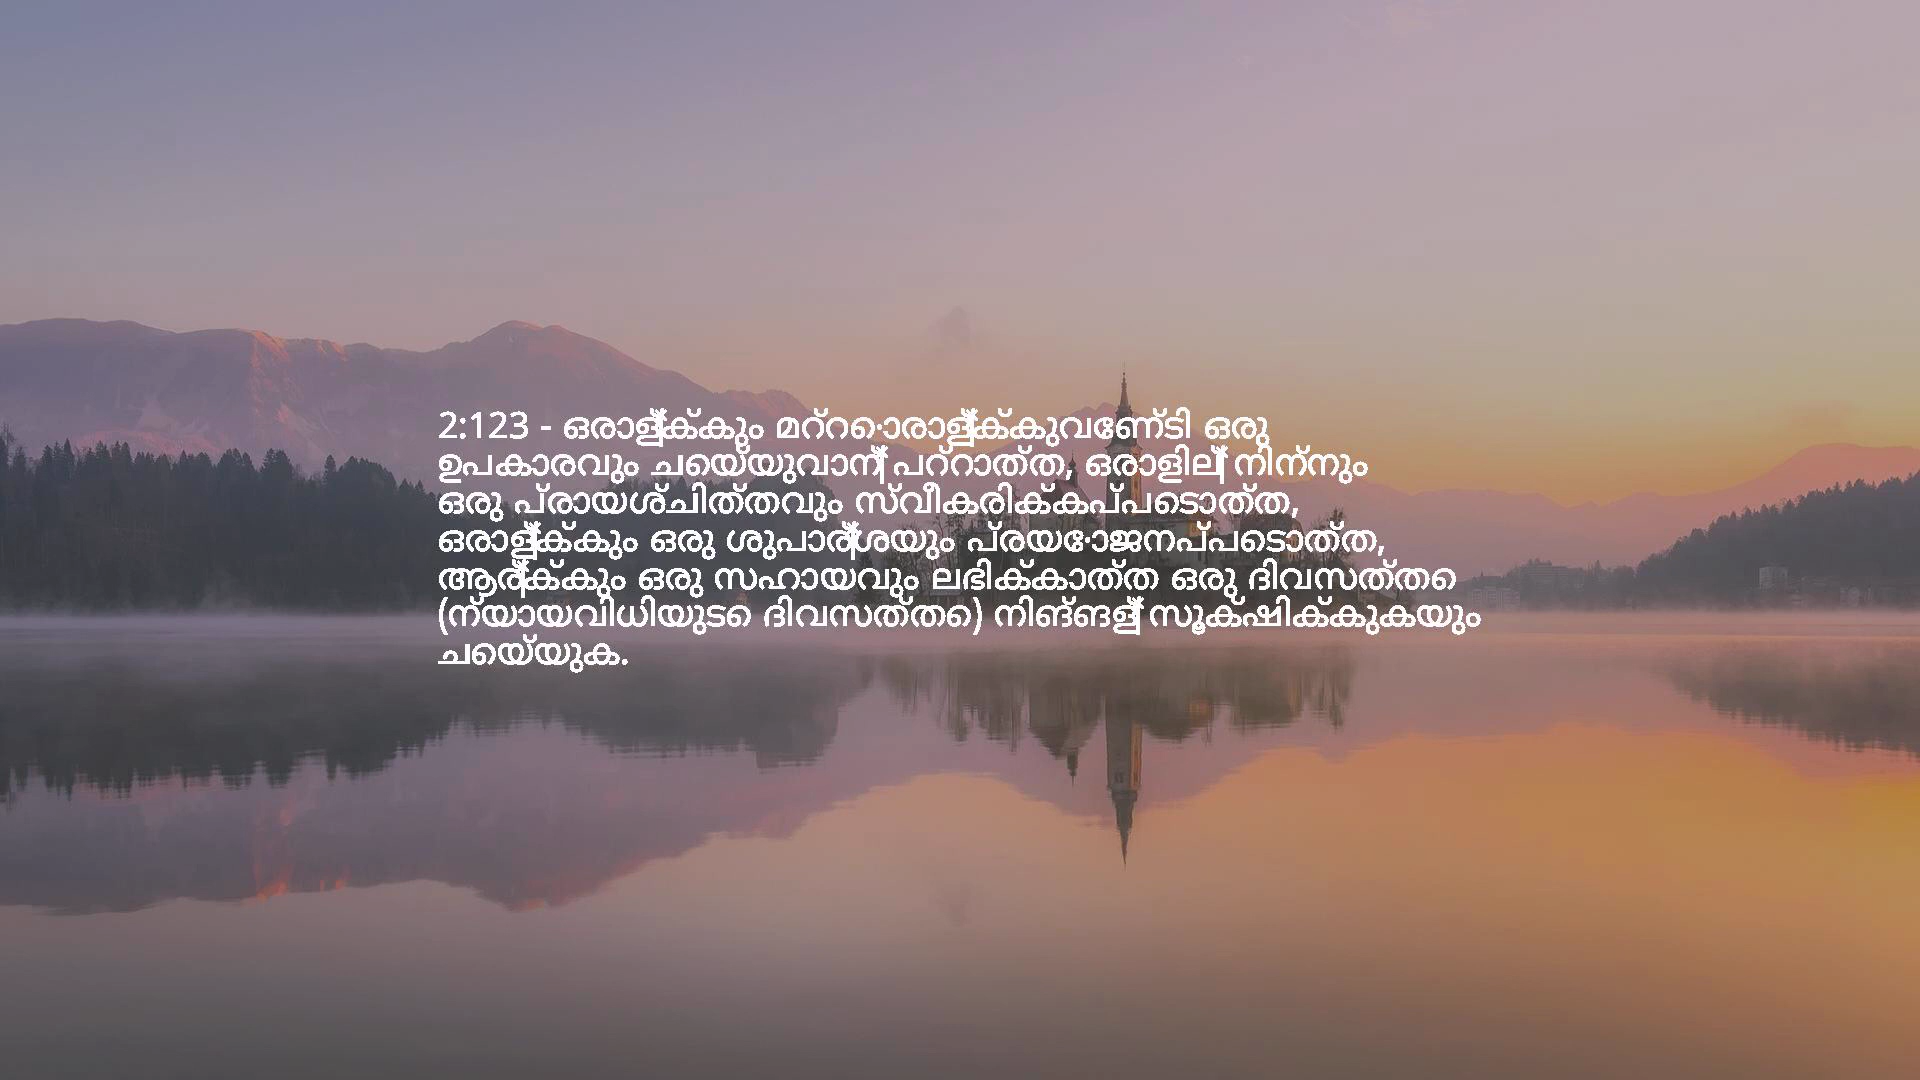 2:123 - ഒരാള്‍ക്കും മറ്റൊരാള്‍ക്കുവേണ്ടി ഒരു
ഉപകാരവും ചെയ്യുവാന്‍ പറ്റാത്ത, ഒരാളില്‍ നിന്നും
ഒരു പ്രായശ്ചിത്തവും സ്വീകരിക്കപ്പെടാത്ത,
ഒരാള്‍ക്കും ഒരു ശുപാര്‍ശയും പ്രയോജനപ്പെടാത്ത,
ആര്‍ക്കും ഒരു സഹായവും ലഭിക്കാത്ത ഒരു ദിവസത്തെ
(ന്യായവിധിയുടെ ദിവസത്തെ) നിങ്ങള്‍ സൂക്ഷിക്കുകയും
ചെയ്യുക.